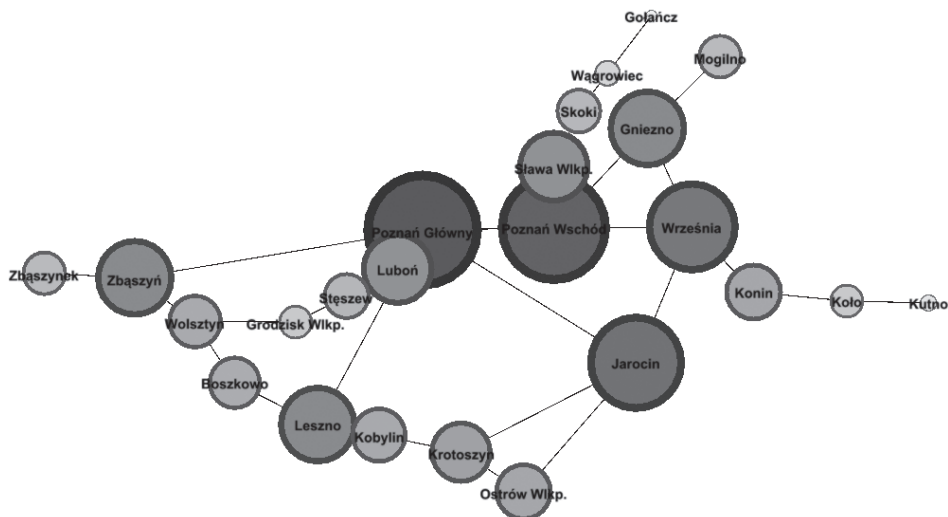 Gołańcz
Mogilno
Wągrowiec
Skoki
Gniezno
Sława Wlkp.
Poznań Główny
Poznań Wschód
Września
Luboń
Zbąszynek
Zbąszyń
Stęszew
Konin
Koło
Kutno
Wolsztyn
Grodzisk Wlkp.
Jarocin
Boszkowo
Leszno
Kobylin
Krotoszyn
Ostrów Wlkp.